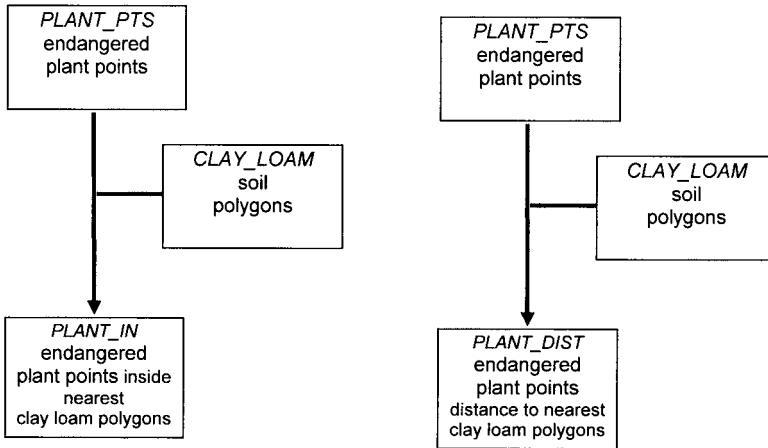 PLANT_PTS
endangered
plant points
CLAY_LOAM
soil
polygons
PLANT_IN
endangered
plant points inside
nearest
clay loam polygons
PLANT_PTS
endangered
plant points
CLAY_LOAM
soil
polygons
PLANT_DIST
endangered
plant points
distance to nearest
clay loam polygons